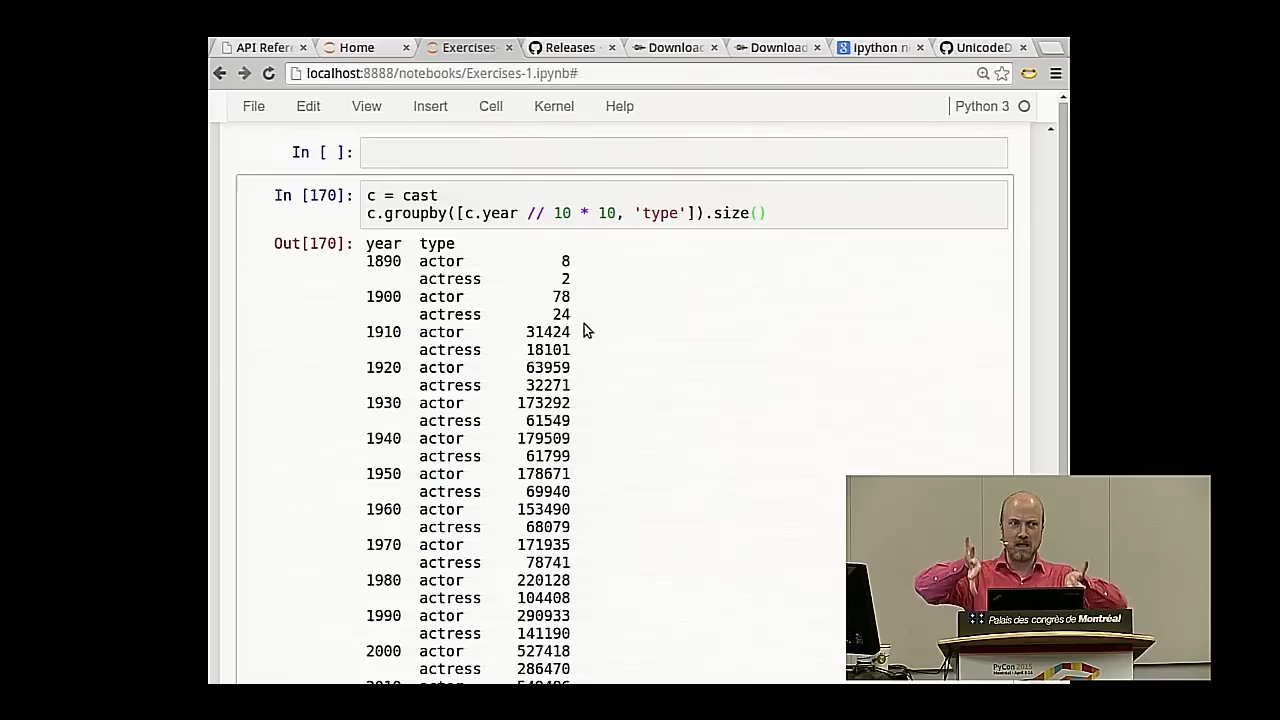 API Refer
Home
Exercises-
Releases -
Downloac
Download
ipython n
UnicodeD
localhost:8888/notebooks/Exercises-1.ipynb#
File Edit View Insert Cell Kernel Help Python 3
In [ ]:
In [170]: c = cast
c.groupby([c.year // 10 * 10, 'type']).size()
Out[170]: year type
1890 actor 8
actress 2
1900 actor 78
actress 24
1910 actor 31424
actress 18101
1920 actor 63959
actress 32271
1930 actor 173292
actress 61549
1940 actor 179509
actress 61799
1950 actor 178671
actress 69940
1960 actor 153490
actress 68079
1970 actor 171935
actress 78741
1980 actor 220128
actress 104408
1990 actor 290933
actress 141190
2000 actor 527418
actress 286470
Palais des congrès de Montréal
PyCon 2015